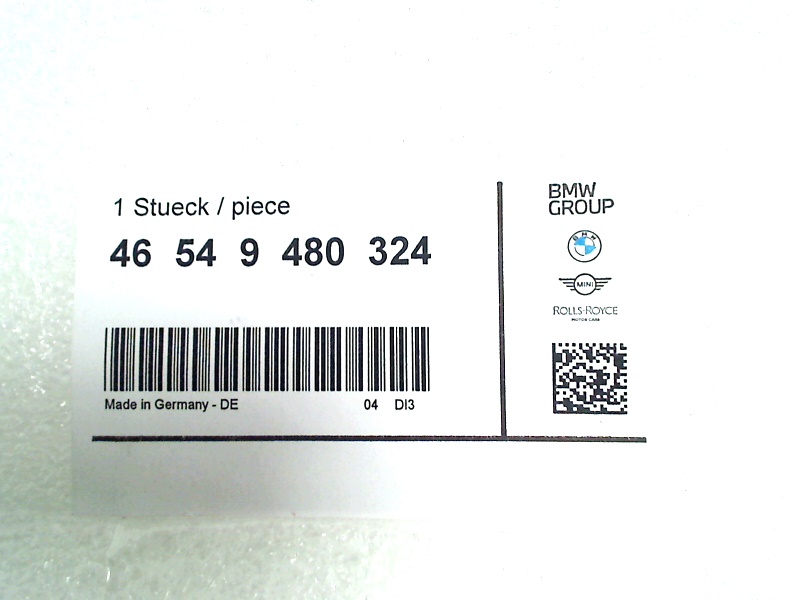 1 Stueck / piece
46 54 9 480 324
Made in Germany - DE 04 DI3
BMW
GROUP
BMW
MINI
ROLLS-ROYCE
MOTOR CARS